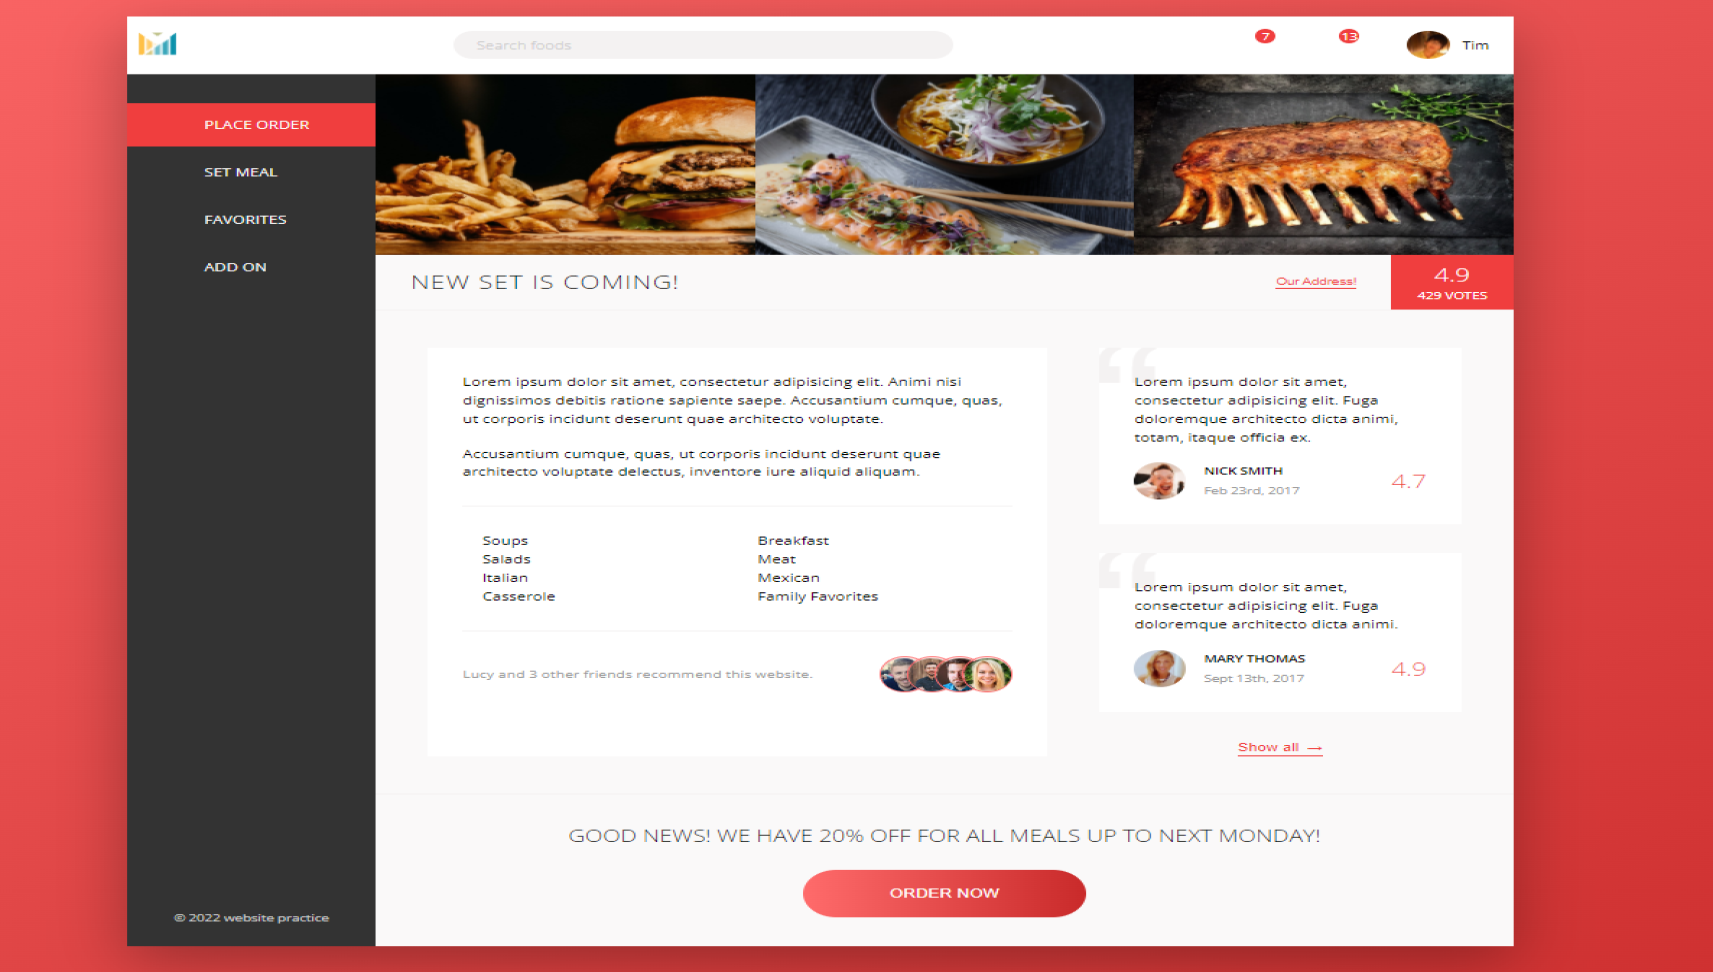 Search foods
7
13
Tim
PLACE ORDER
SET MEAL
FAVORITES
ADD ON
© 2022 website practice
NEW SET IS COMING!
Our Address!
4.9
429 VOTES
Lorem ipsum dolor sit amet, consectetur adipisicing elit. Animi nisi
dignissimos debitis ratione sapiente saepe. Accusantium cumque, quas,
ut corporis incidunt deserunt quae architecto voluptate.
Accusantium cumque, quas, ut corporis incidunt deserunt quae
architecto voluptate delectus, inventore iure aliquid aliquam.
Soups
Salads
Italian
Casserole
Breakfast
Meat
Mexican
Family Favorites
Lucy and 3 other friends recommend this website.
“
Lorem ipsum dolor sit amet,
consectetur adipisicing elit. Fuga
doloremque architecto dicta animi,
totam, itaque officia ex.
NICK SMITH
Feb 23rd, 2017
4.7
“
Lorem ipsum dolor sit amet,
consectetur adipisicing elit. Fuga
doloremque architecto dicta animi.
MARY THOMAS
Sept 13th, 2017
4.9
Show all →
GOOD NEWS! WE HAVE 20% OFF FOR ALL MEALS UP TO NEXT MONDAY!
ORDER NOW